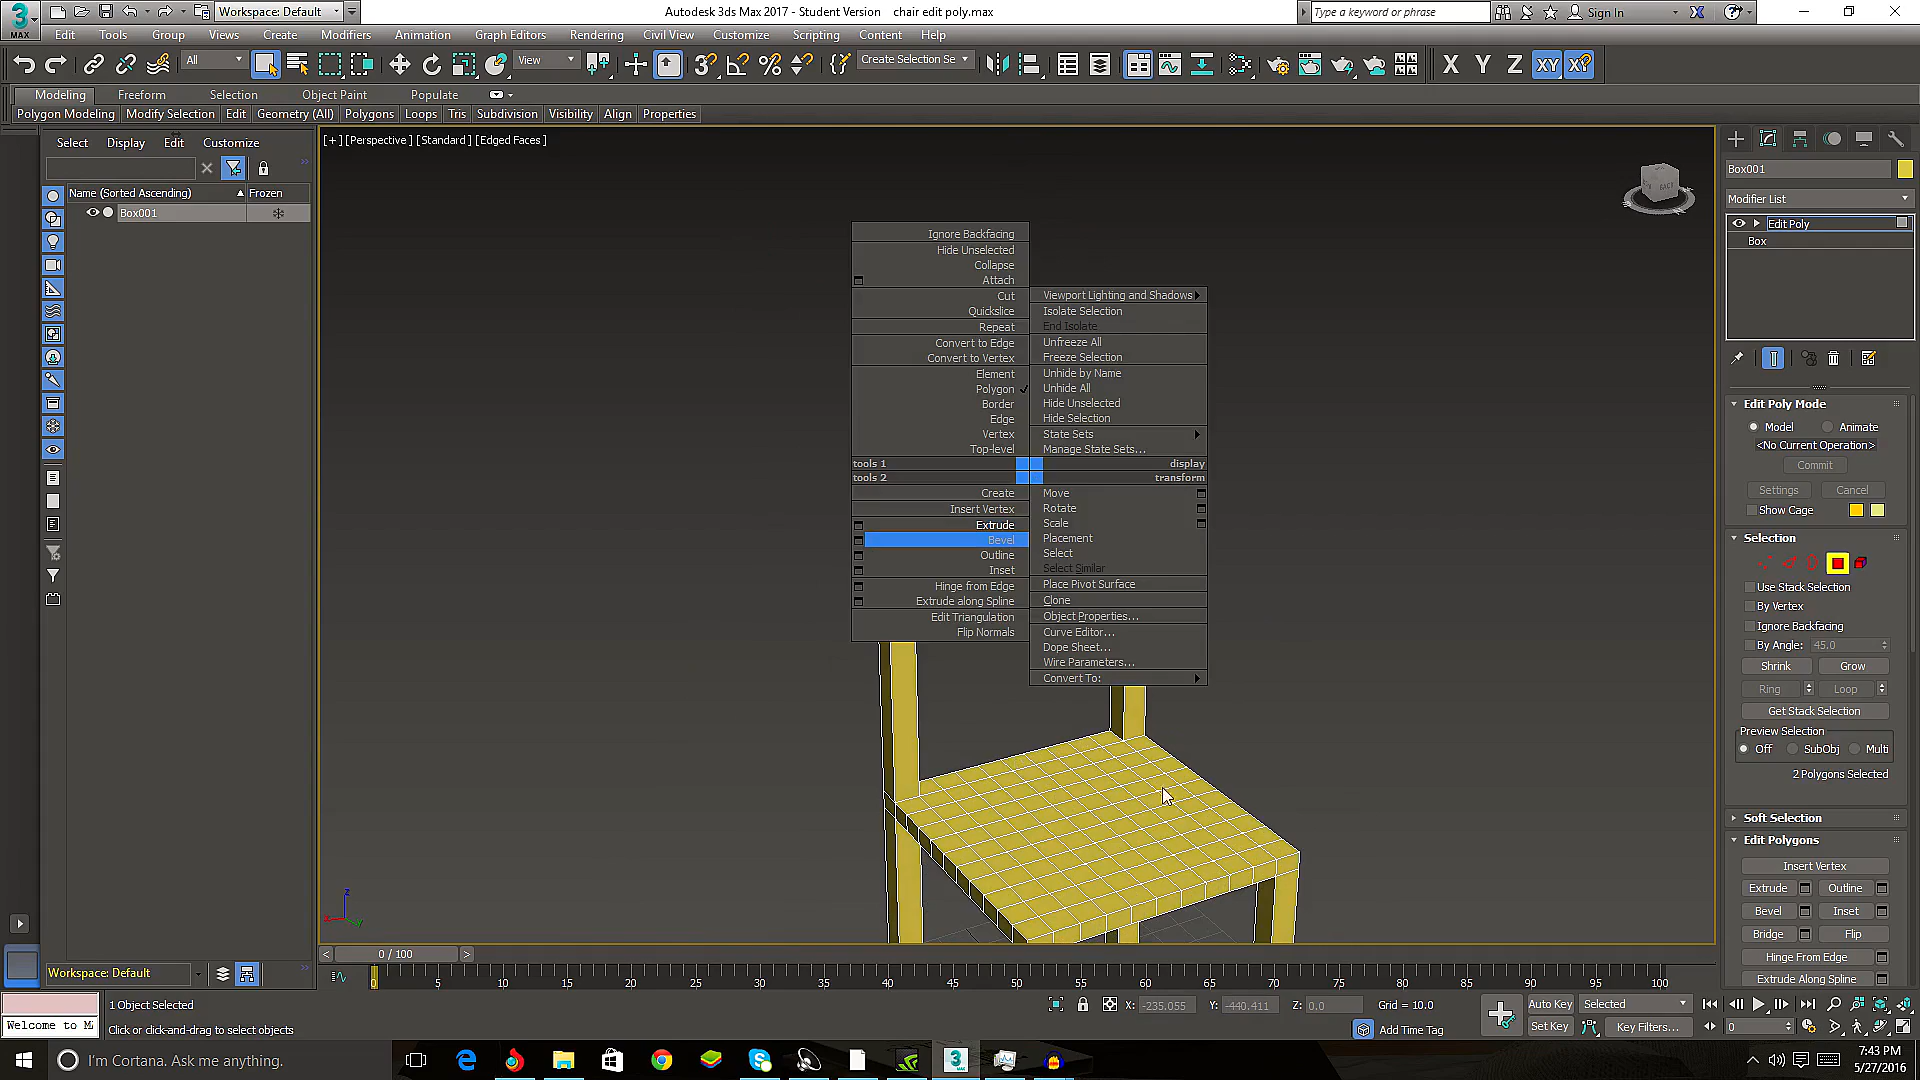 Workspace: Default
Autodesk 3ds Max 2017 - Student Version    chair edit poly.max
Type a keyword or phrase
Sign In
MAX
Edit Tools Group Views Create Modifiers Animation Graph Editors Rendering Civil View Customize Scripting Content Help
All
View
Create Selection Se
X Y Z XY
Modeling Freeform Selection Object Paint Populate
Polygon Modeling Modify Selection Edit Geometry (All) Polygons Loops Tris Subdivision Visibility Align Properties
Select Display Edit Customize
Name (Sorted Ascending) Frozen
Box001
[+] [Perspective] [Standard] [Edged Faces]
BACK
Ignore Backfacing
Hide Unselected
Collapse
Attach
Cut
Quickslice
Repeat
Convert to Edge
Convert to Vertex
Element
Polygon
Border
Edge
Vertex
Top-level
tools 1
tools 2
Create
Insert Vertex
Extrude
Bevel
Outline
Inset
Hinge from Edge
Extrude along Spline
Edit Triangulation
Flip Normals
Viewport Lighting and Shadows
Isolate Selection
End Isolate
Unfreeze All
Freeze Selection
Unhide by Name
Unhide All
Hide Unselected
Hide Selection
State Sets
Manage State Sets...
display
transform
Move
Rotate
Scale
Placement
Select
Select Similar
Place Pivot Surface
Clone
Object Properties...
Curve Editor...
Dope Sheet...
Wire Parameters...
Convert To:
z
x
y
Box001
Modifier List
Edit Poly
Box
Edit Poly Mode
Model Animate
<No Current Operation>
Commit
Settings Cancel
Show Cage
Selection
Use Stack Selection
By Vertex
Ignore Backfacing
By Angle: 45.0
Shrink Grow
Ring Loop
Get Stack Selection
Preview Selection
Off SubObj Multi
2 Polygons Selected
Soft Selection
Edit Polygons
Insert Vertex
Extrude Outline
Bevel Inset
Bridge Flip
Hinge From Edge
Extrude Along Spline
Workspace: Default
< 0 / 100 >
0 5 10 15 20 25 30 35 40 45 50 55 60 65 70 75 80 85 90 95 100
Welcome to M
1 Object Selected
Click or click-and-drag to select objects
X: -235.055 Y: -440.411 Z: 0.0 Grid = 10.0
Add Time Tag
Auto Key Selected
Set Key Key Filters...
0
I'm Cortana. Ask me anything.
7:43 PM
5/27/2016